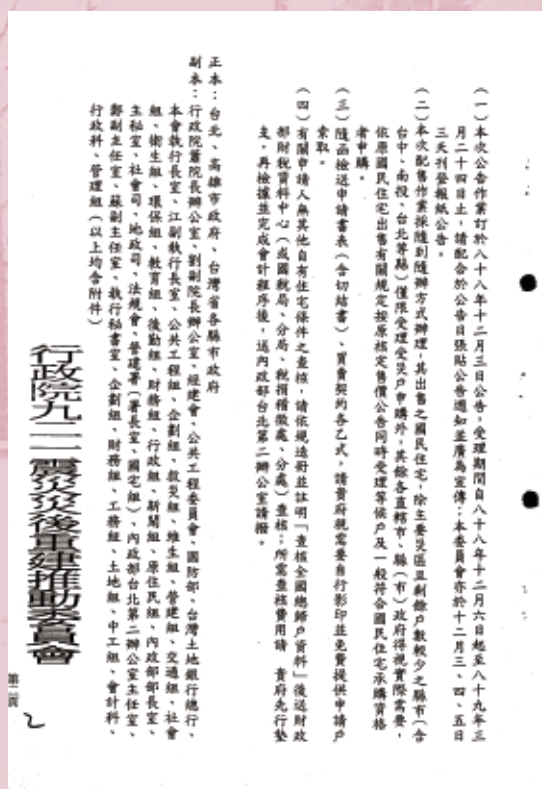 (一)本次公告作業訂於八十八年十二月三日公告,受理期間自八十八年十二月六日起至八十九年三
月二十四日止,請配合於公告日張貼公告通知並廣為宣傳;本委員會亦於十二月三、四、五日
三天刊登報紙公告。
(二)本次配售作業採隨到隨辦方式辦理,其出售之國民住宅,除主要災區且剩餘戶數較少之縣市(含
台中、南投、台北等縣)僅限受理受災戶申購外,其餘各直轄市、縣(市)政府得視實際需要,
依原國民住宅出售有關規定按原核定售價公告同時受理等候戶及一般符合國民住宅承購資格
者申購。
(三)隨函檢送申請書表(含切結書)、買賣契約各乙式,請貴府視需要自行影印並免費提供申請戶
索取。
(四)有關申請人無其他自有住宅條件之查核,請依規造冊並註明「查核全國總歸戶資料」後送財政
部財稅資料中心(或國稅局、分局、稅捐稽徵處、分處)查核;所需查核費用請 貴府先行墊
支,再檢據並完成會計程序後,送內政部台北第二辦公室請撥。
正本:台北、高雄市政府、台灣省各縣市政府
副本:行政院蕭院長辦公室、劉副院長辦公室、經建會、公共工程委員會、國防部、台灣土地銀行總行、
本會執行長室、江副執行長室、公共工程組、企劃組、救災組、維生組、營建組、交通組、社會
組、衛生組、環保組、教育組、後勤組、財務組、行政組、新聞組、原住民組、內政部部長室、
主秘室、社會司、地政司、法規會、營建署(署長室、國宅組)、內政部台北第二辦公室主任室、
鄭副主任室、蘇副主任室、執行秘書室、企劃組、財務組、工務組、土地組、中工組、會計科、
行政科、管理組(以上均含附件)
行政院九二一震災災後重建推動委員會
第二頁
2